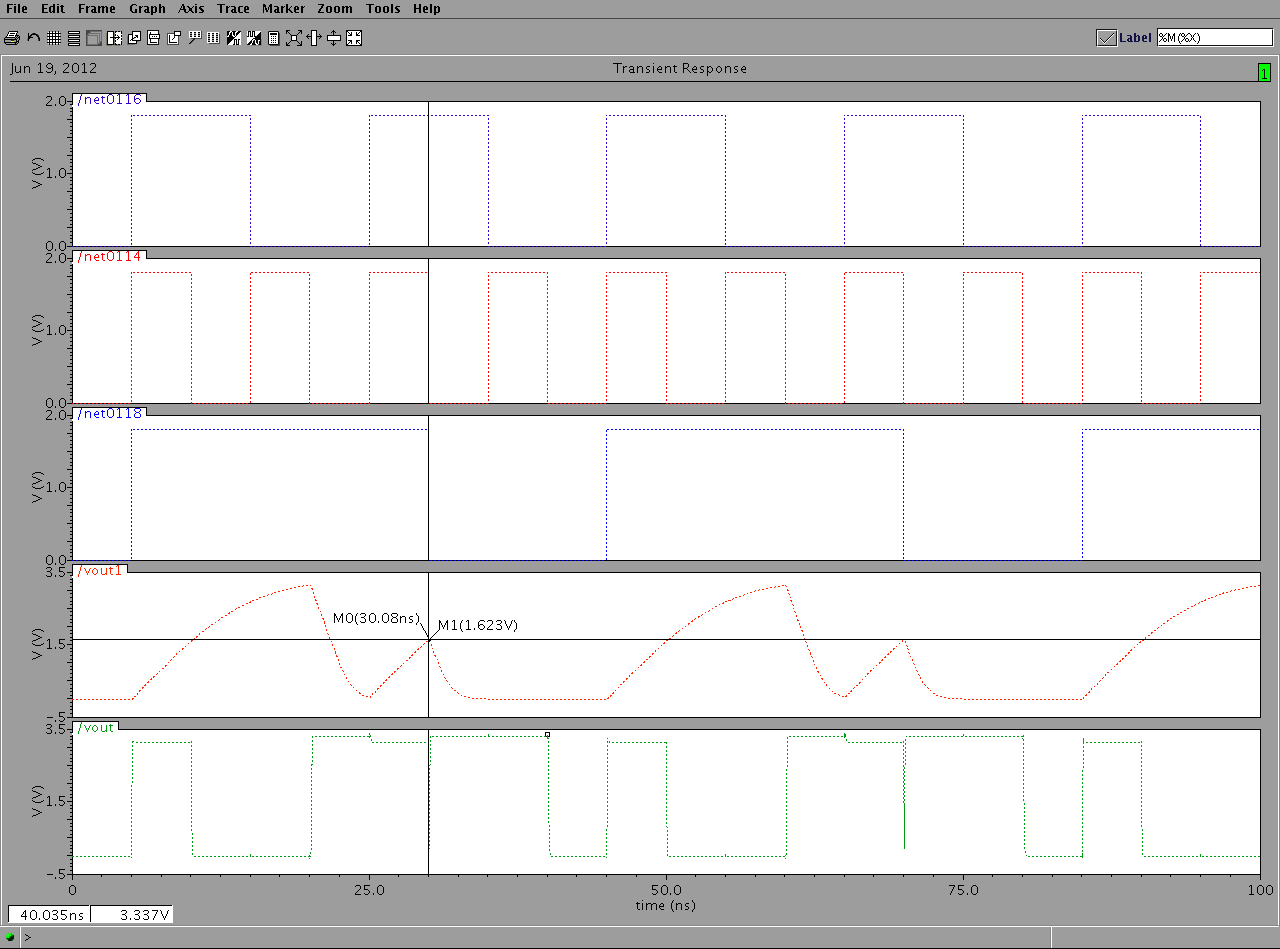 File Edit Frame Graph Axis Trace Marker Zoom Tools Help
Label %M(%X)
Jun 19, 2012 Transient Response 1
/net0116
2.0
V (V) 1.0
0.0
/net0114
2.0
V (V) 1.0
0.0
/net0118
2.0
V (V) 1.0
0.0
/vout1
3.5
M0(30.08ns) M1(1.623V)
V (V) 1.5
-.5
/vout
3.5
V (V) 1.5
-.5
0 25.0 50.0 75.0 100
time (ns)
40.035ns 3.337V
>